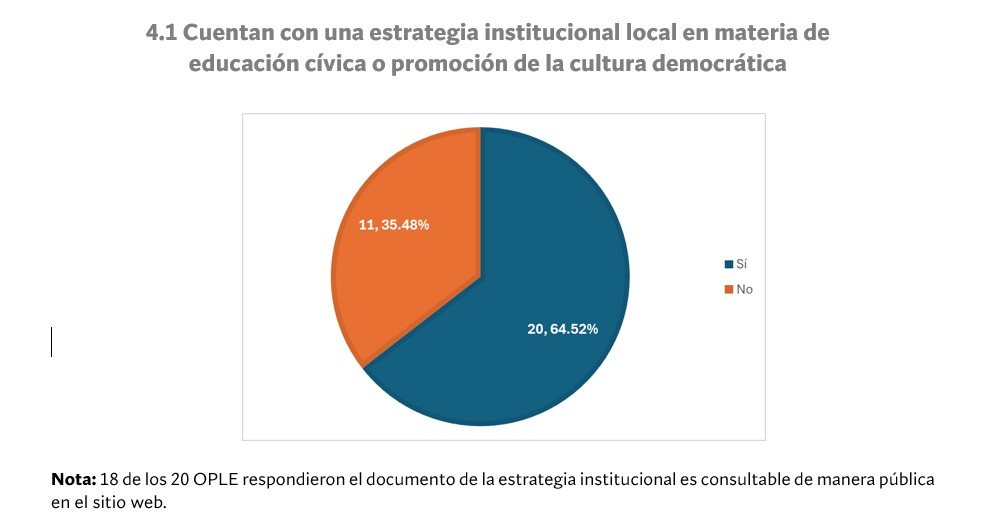 4.1 Cuentan con una estrategia institucional local en materia de
educación cívica o promoción de la cultura democrática
11, 35.48%
Sí
No
20, 64.52%
Nota: 18 de los 20 OPLE respondieron el documento de la estrategia institucional es consultable de manera pública
en el sitio web.